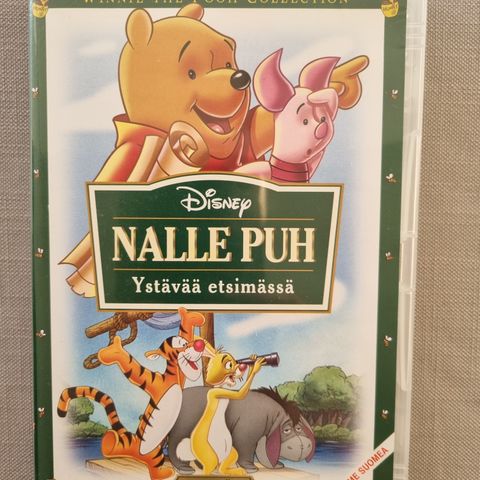 WINNIE THE POOH COLLECTION
Disney
NALLE PUH
Ystävää etsimässä
SUOMEA